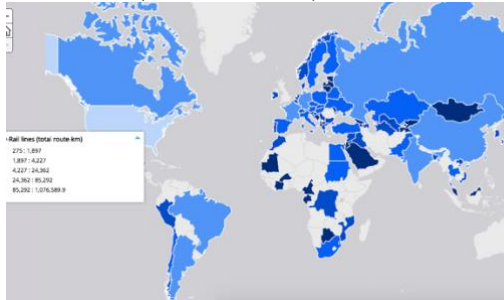 Rail lines (total route-km)
275 : 1,897
1,897 : 4,227
4,227 : 24,362
24,362 : 85,292
85,292 : 1,076,589.9